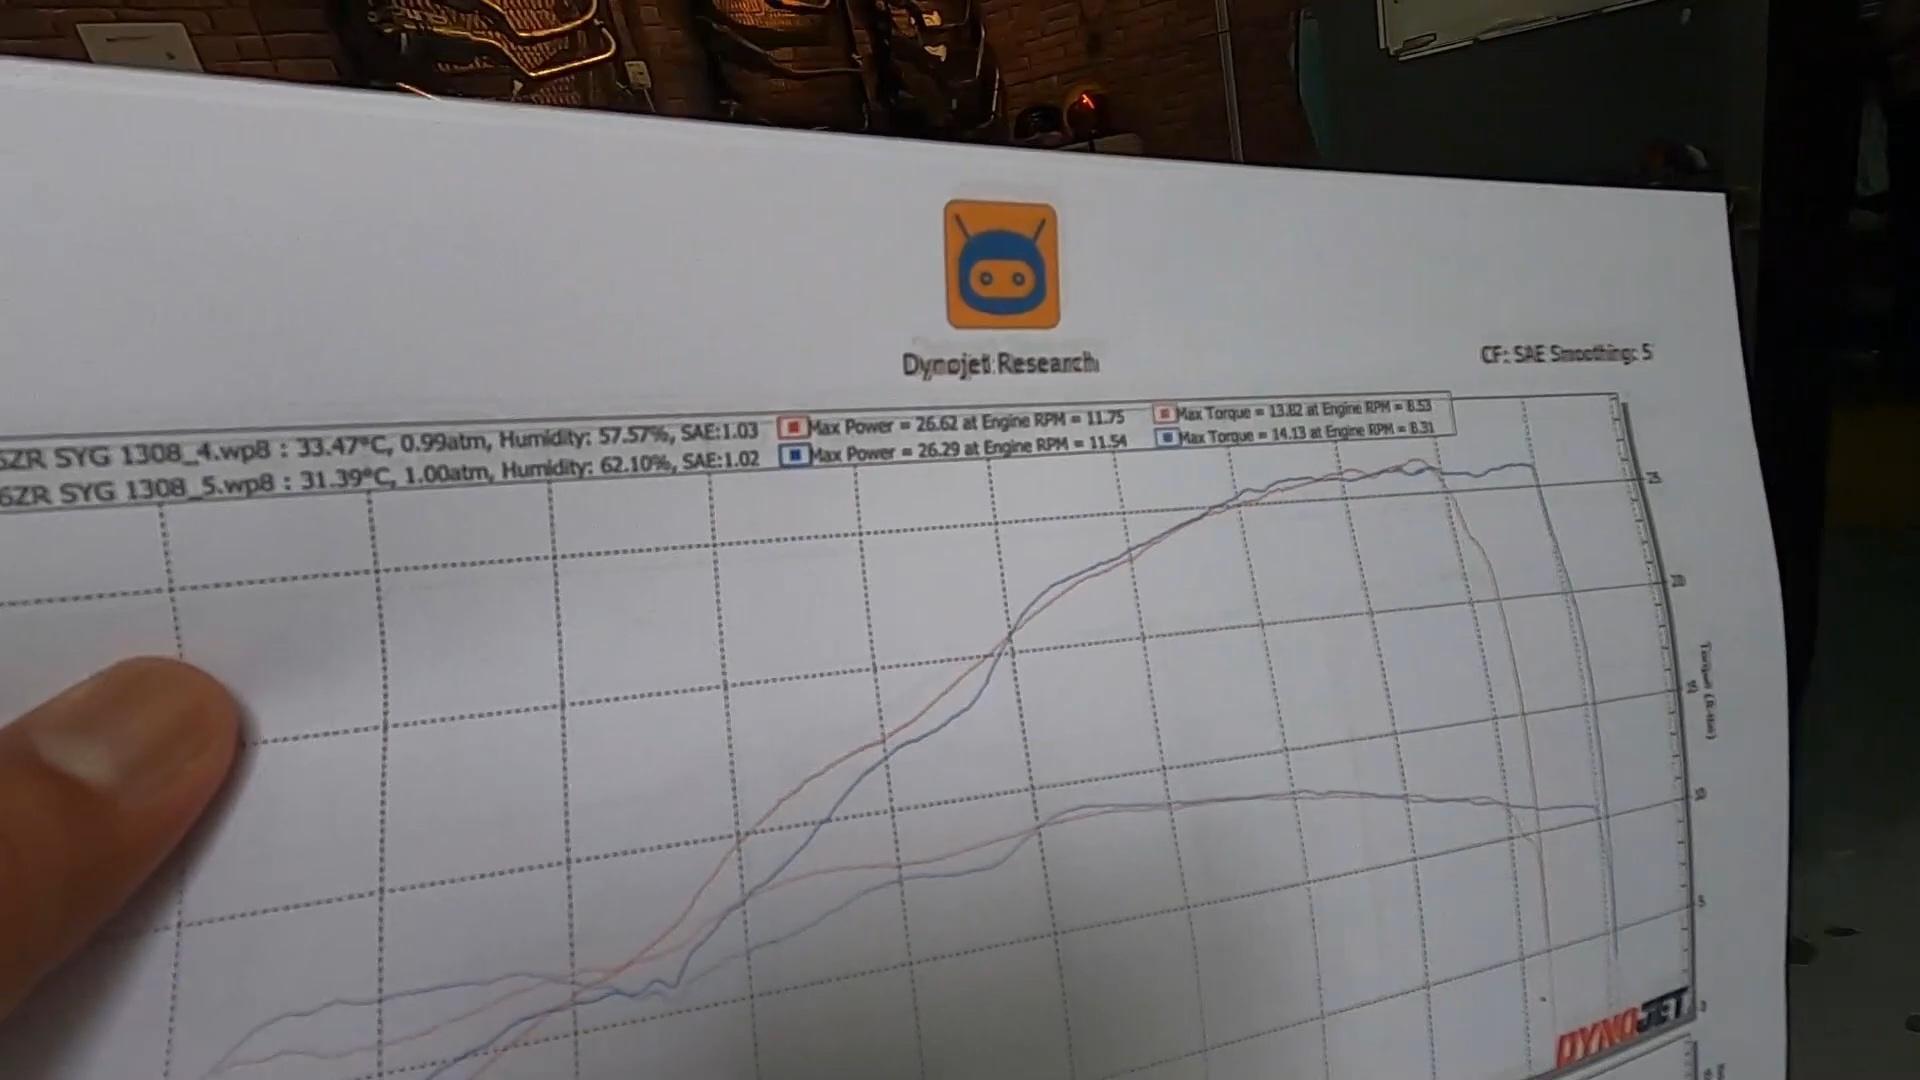 Dynojet Research
CF: SAE Smoothing: 5
6ZR SYG 1308_4.wp8 : 33.47°C, 0.99atm, Humidity: 57.57%, SAE:1.03 Max Power = 26.62 at Engine RPM = 11.75 Max Torque = 13.82 at Engine RPM = 8.53
6ZR SYG 1308_5.wp8 : 31.39°C, 1.00atm, Humidity: 62.10%, SAE:1.02 Max Power = 26.29 at Engine RPM = 11.54 Max Torque = 14.13 at Engine RPM = 8.31
25
20
15
10
5
DYNOJET